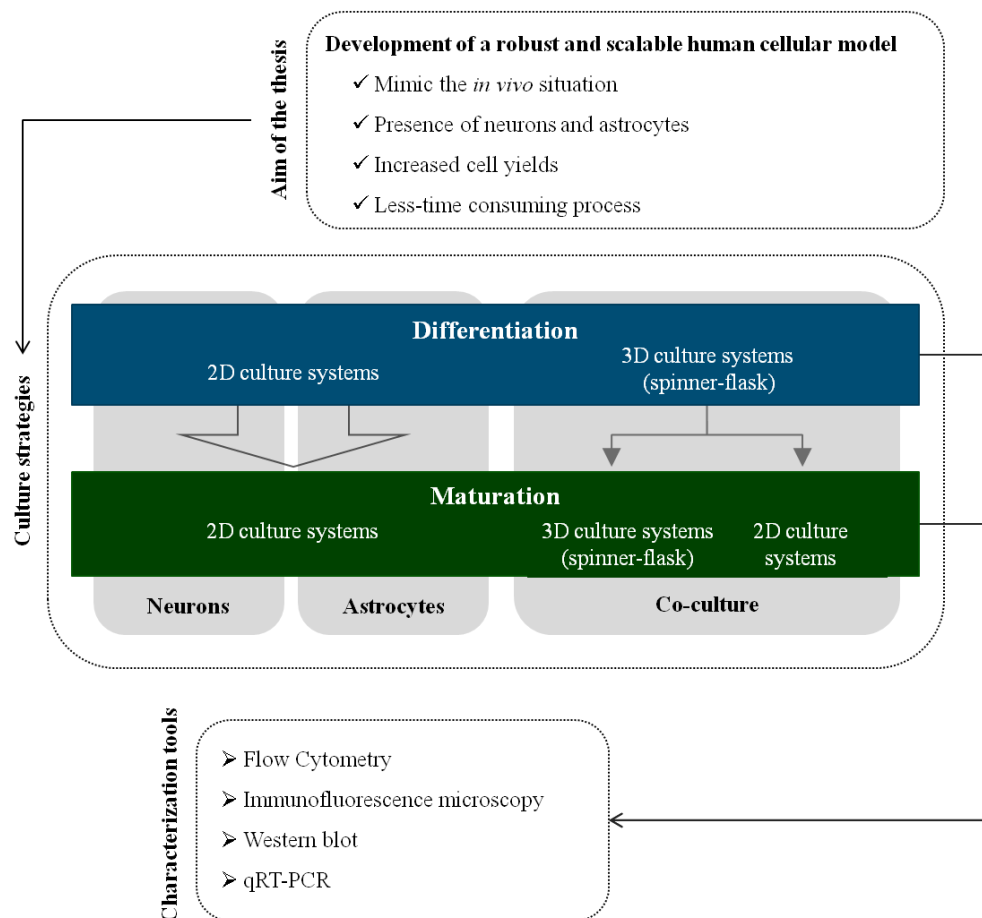 Aim of the thesis
Development of a robust and scalable human cellular model
✓ Mimic the in vivo situation
✓ Presence of neurons and astrocytes
✓ Increased cell yields
✓ Less-time consuming process
Culture strategies
Differentiation
2D culture systems
3D culture systems
(spinner-flask)
Maturation
2D culture systems
3D culture systems
(spinner-flask)
2D culture
systems
Neurons
Astrocytes
Co-culture
Characterization tools
➢ Flow Cytometry
➢ Immunofluorescence microscopy
➢ Western blot
➢ qRT-PCR